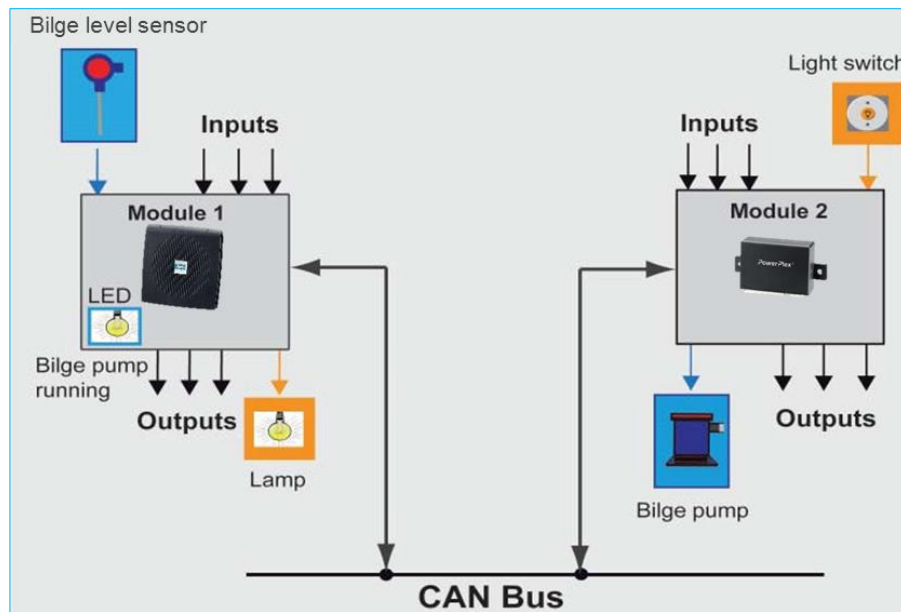 Bilge level sensor
Light switch
Inputs
Inputs
Module 1
Module 2
PowerPlex
LED
Bilge pump
running
Outputs
Outputs
Lamp
Bilge pump
CAN Bus